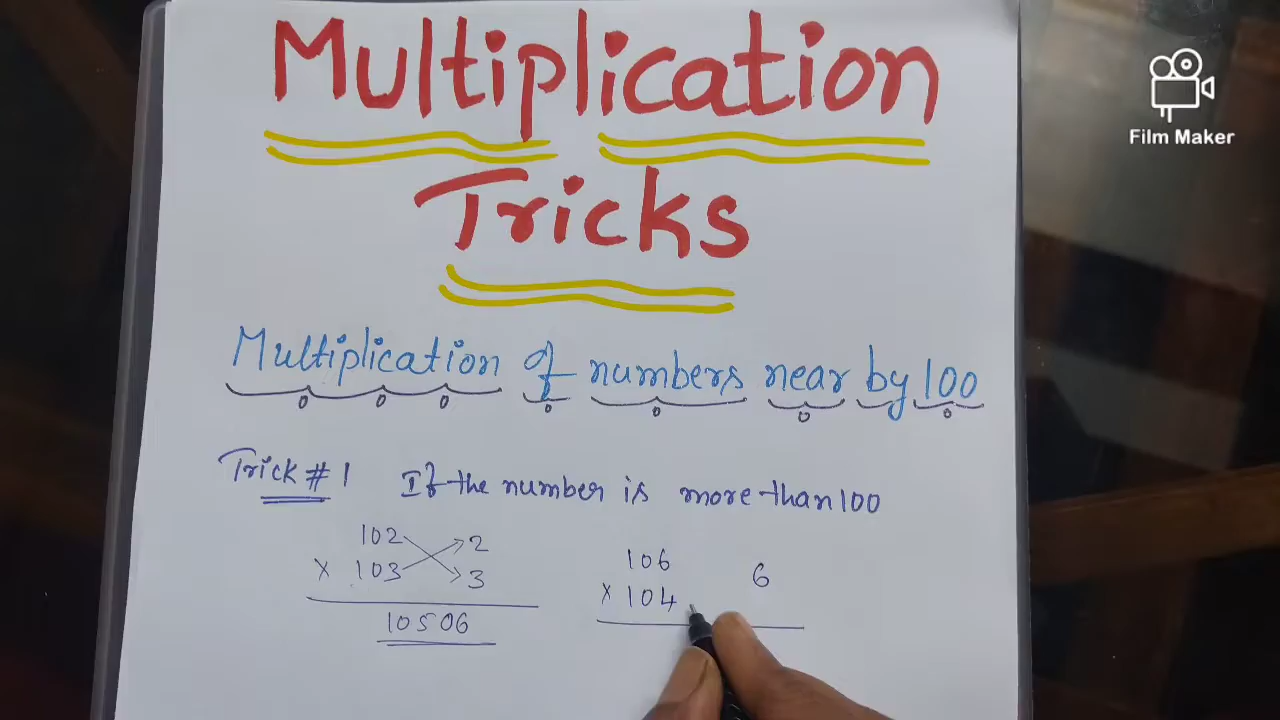 Multiplication
Tricks
Film Maker
Multiplication of numbers near by 100
Trick # 1 If the number is more than 100
102 2
x 103 3
10506
106 6
x 104